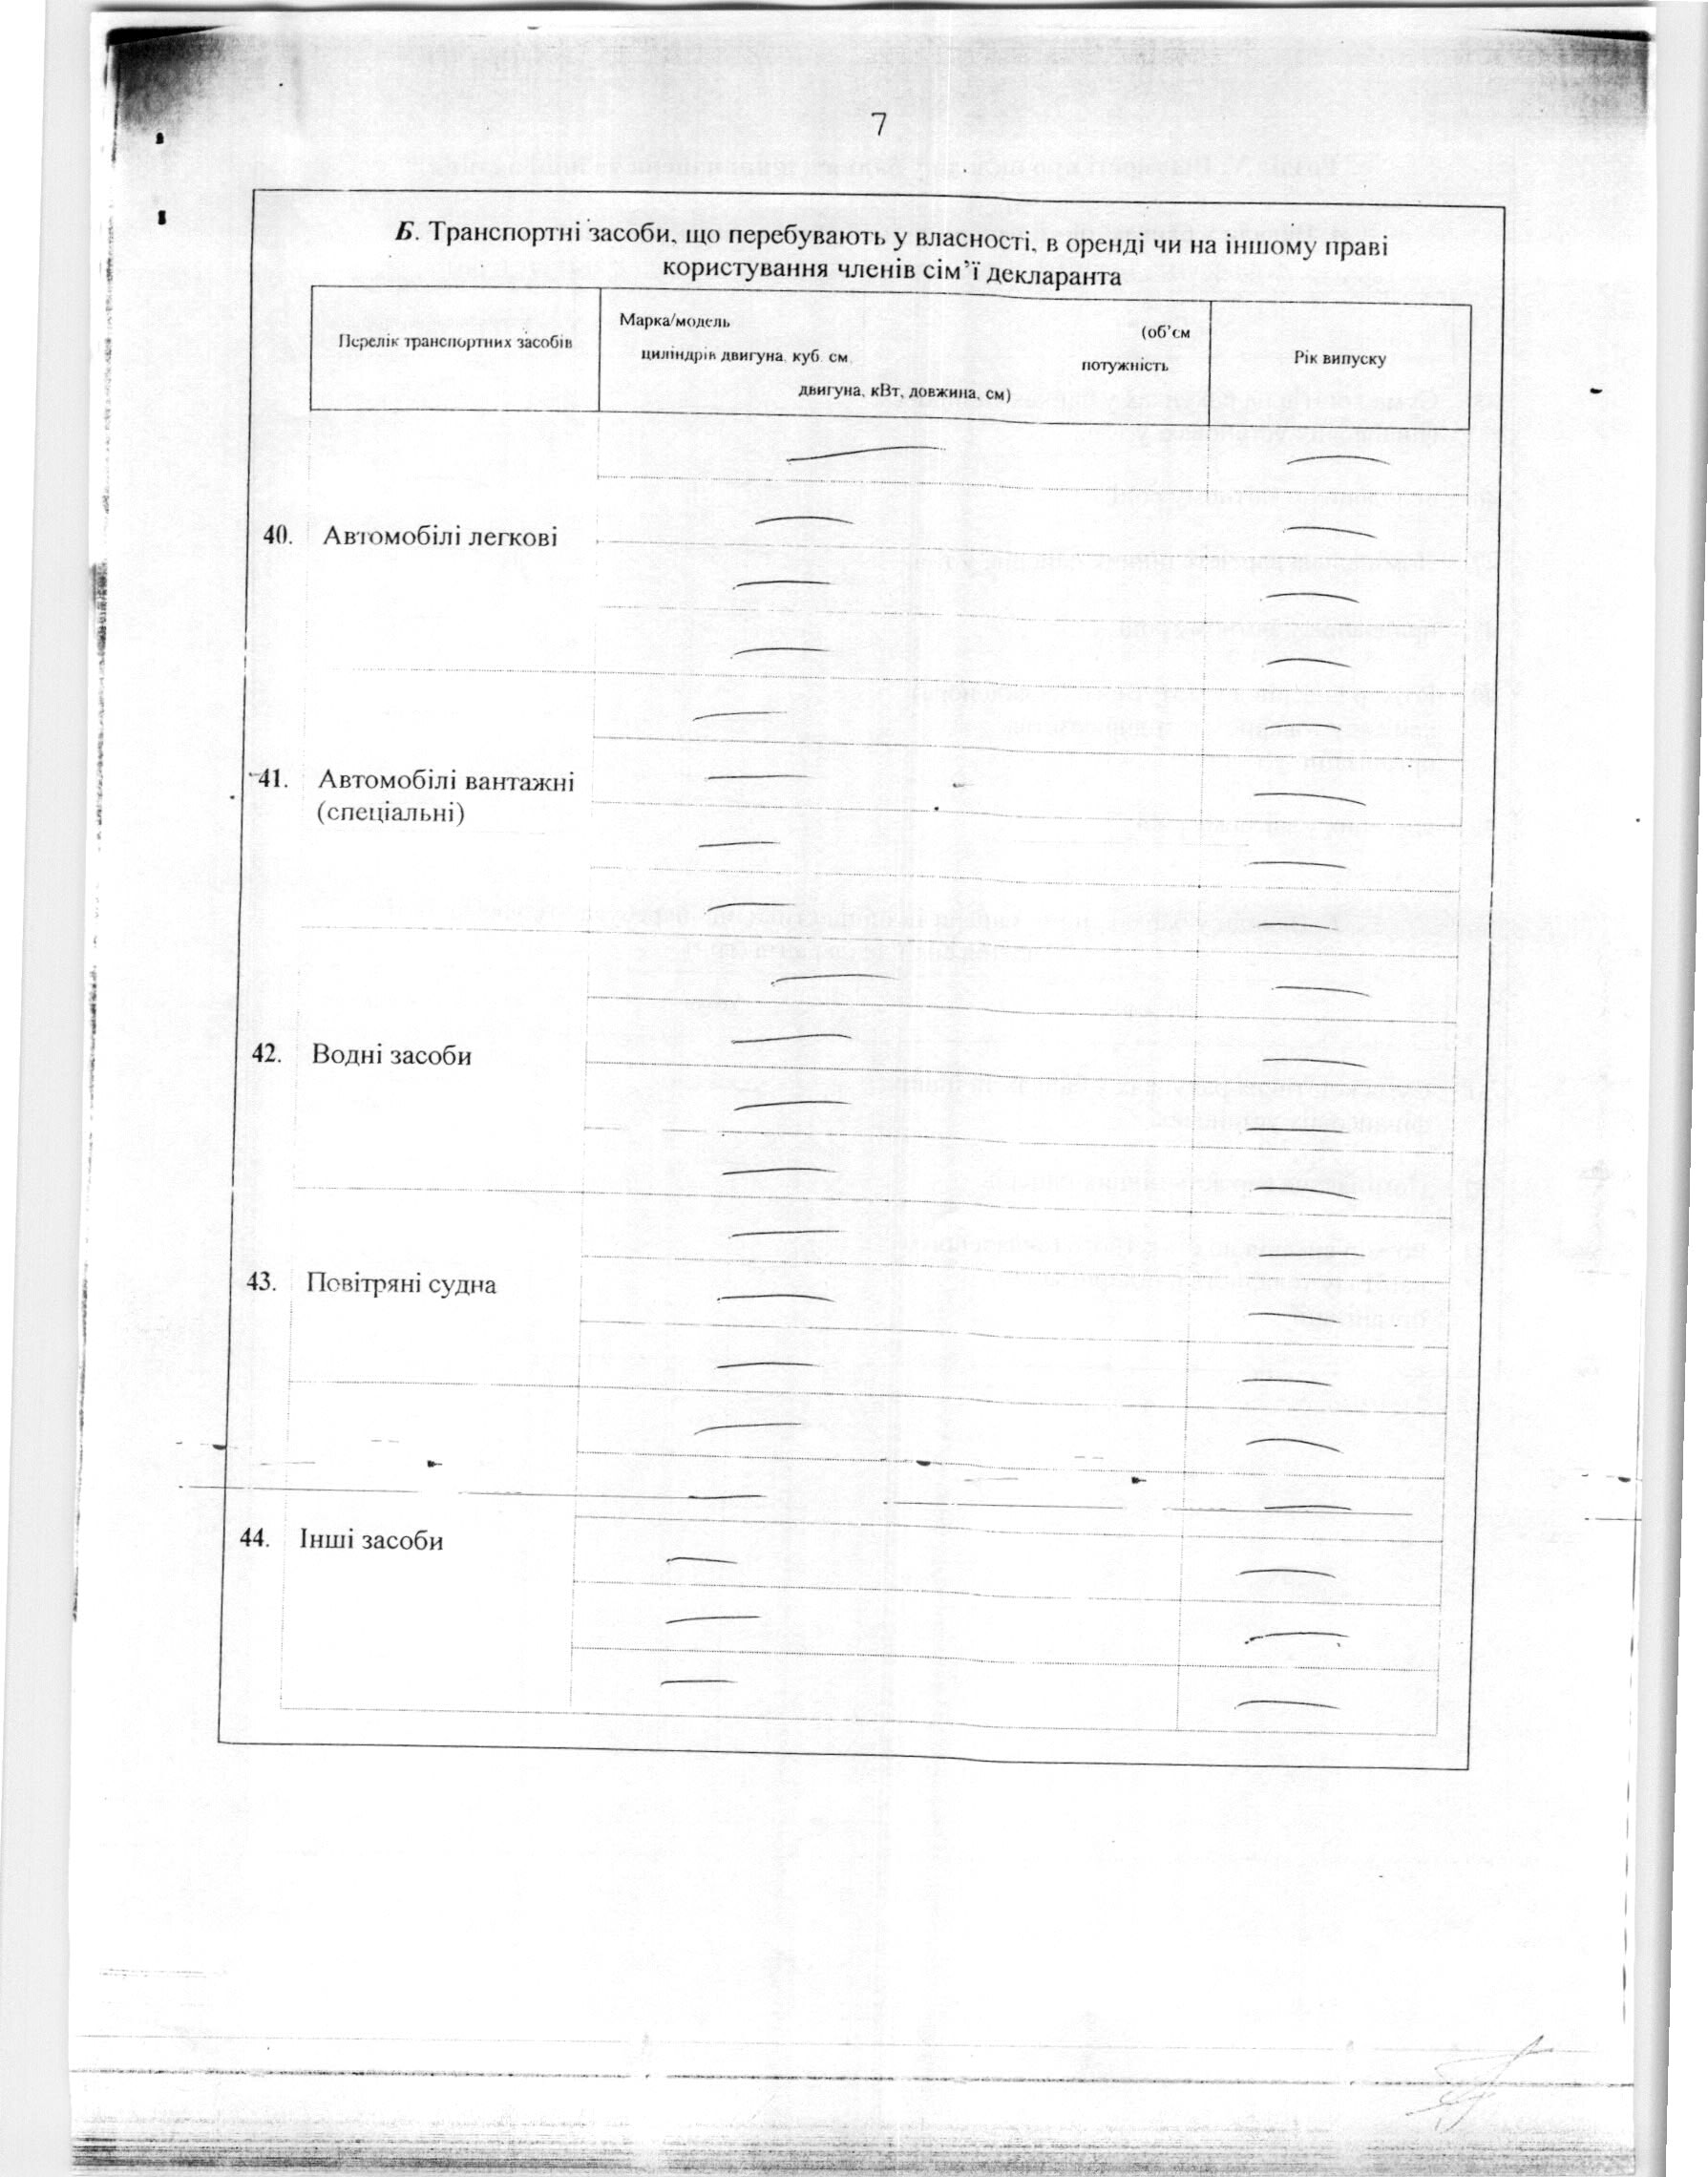 7
Б. Транспортні засоби, що перебувають у власності, в оренді чи на іншому праві
користування членів сім’ї декларанта
Перелік транспортних засобів
Марка/модель (об’єм
циліндрів двигуна, куб. см, потужність
двигуна, кВт, довжина, см)
Рік випуску
—
—
40. Автомобілі легкові — —
— —
— —
— —
41. Автомобілі вантажні — —
(спеціальні)
— —
— —
— —
42. Водні засоби — —
— —
— —
— —
43. Повітряні судна — —
— —
— —
— —
44. Інші засоби — —
— —
— —